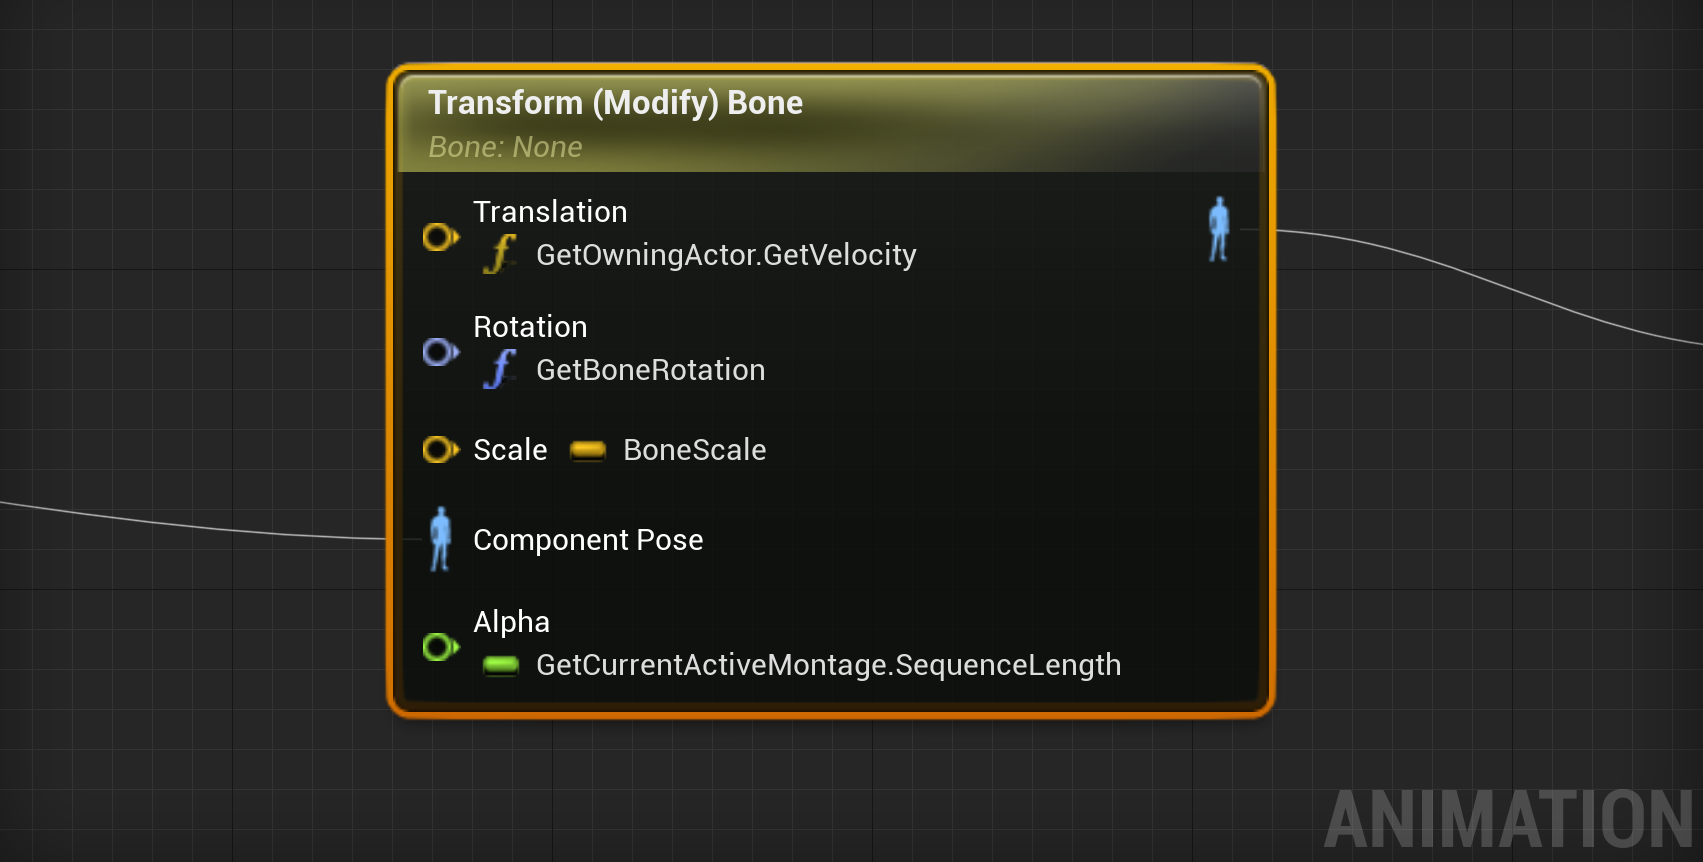 Transform (Modify) Bone
Bone: None
Translation
GetOwningActor.GetVelocity
Rotation
GetBoneRotation
Scale BoneScale
Component Pose
Alpha
GetCurrentActiveMontage.SequenceLength
ANIMATION